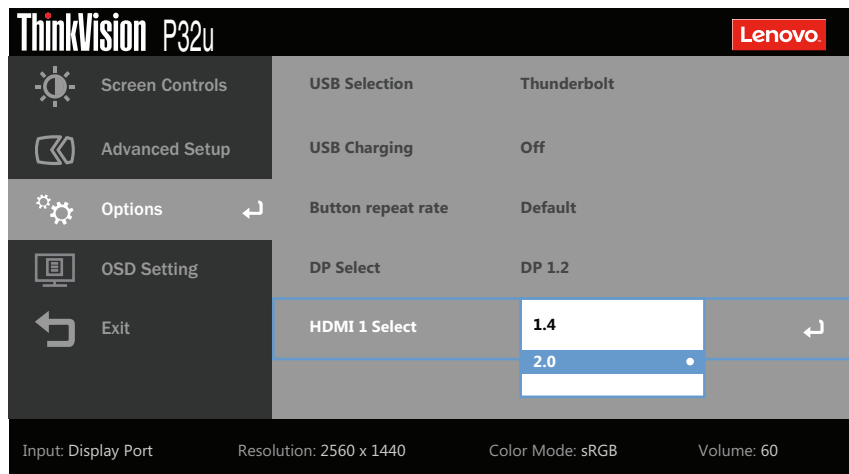 ThinkVision P32u
Lenovo.
Screen Controls
Advanced Setup
Options
OSD Setting
Exit
USB Selection Thunderbolt
USB Charging Off
Button repeat rate Default
DP Select DP 1.2
HDMI 1 Select 1.4
2.0
Input: Display Port Resolution: 2560 x 1440 Color Mode: sRGB Volume: 60